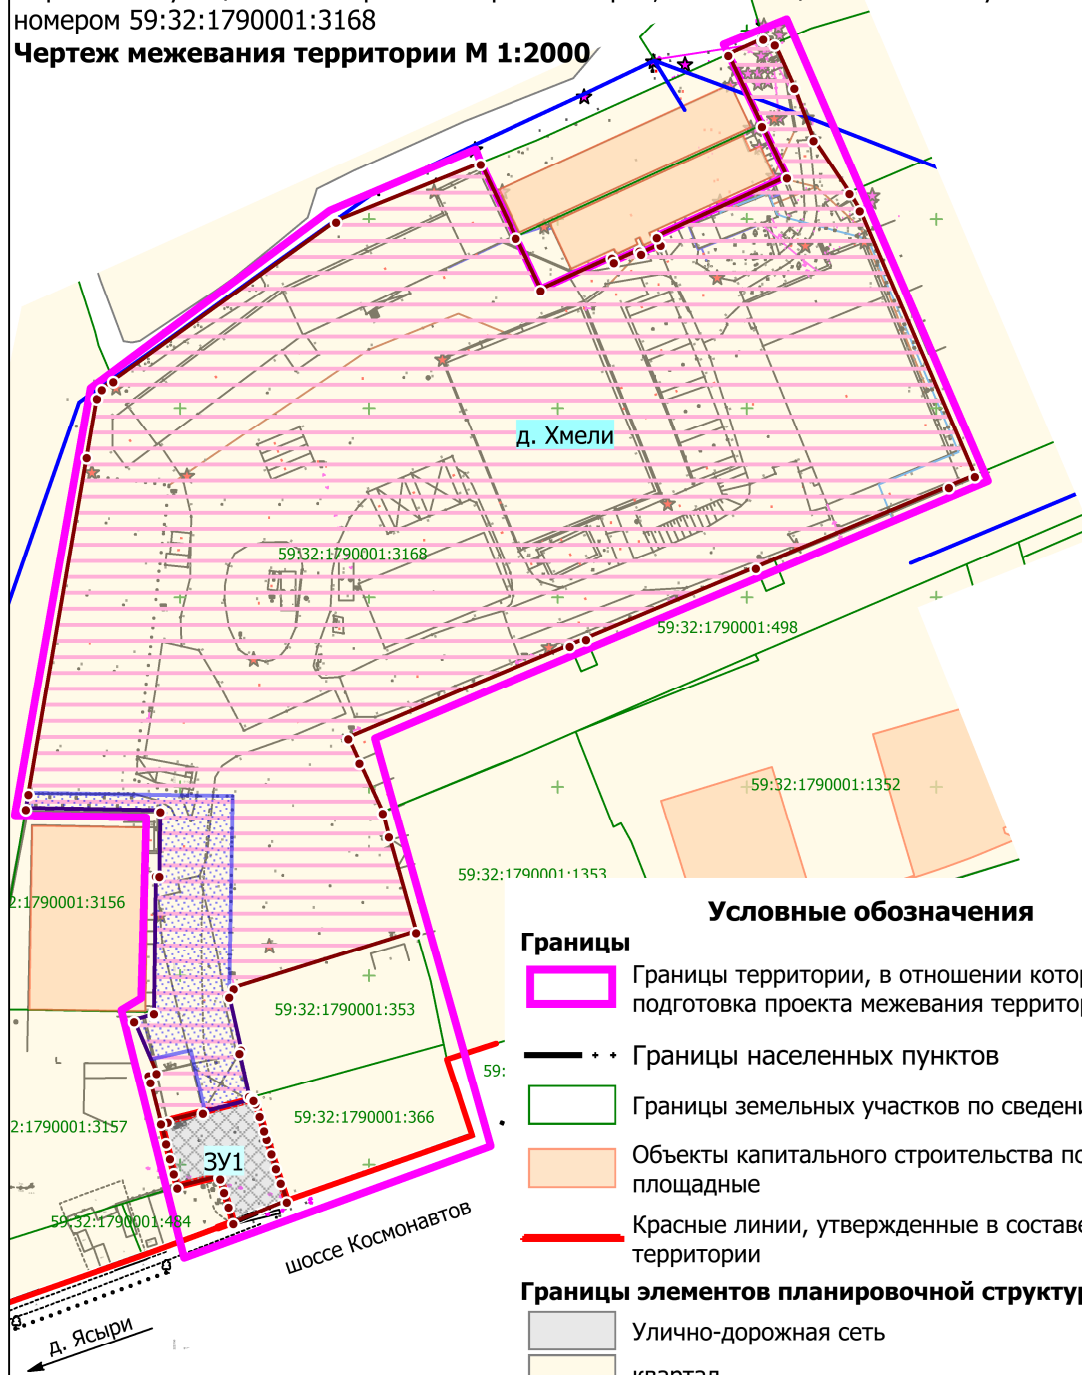 номером 59:32:1790001:3168
Чертеж межевания территории М 1:2000
д. Хмели
59:32:1790001:3168
59:32:1790001:498
59:32:1790001:1352
59:32:1790001:1353
2:1790001:3156
59:32:1790001:353
59:
59:32:1790001:366
2:1790001:3157
ЗУ1
59:32:1790001:484
шоссе Космонавтов
д. Ясыри
Условные обозначения
Границы
Границы территории, в отношении котор
подготовка проекта межевания территор
Границы населенных пунктов
Границы земельных участков по сведени
Объекты капитального строительства по
площадные
Красные линии, утвержденные в составе
территории
Границы элементов планировочной структур
Улично-дорожная сеть
квартал